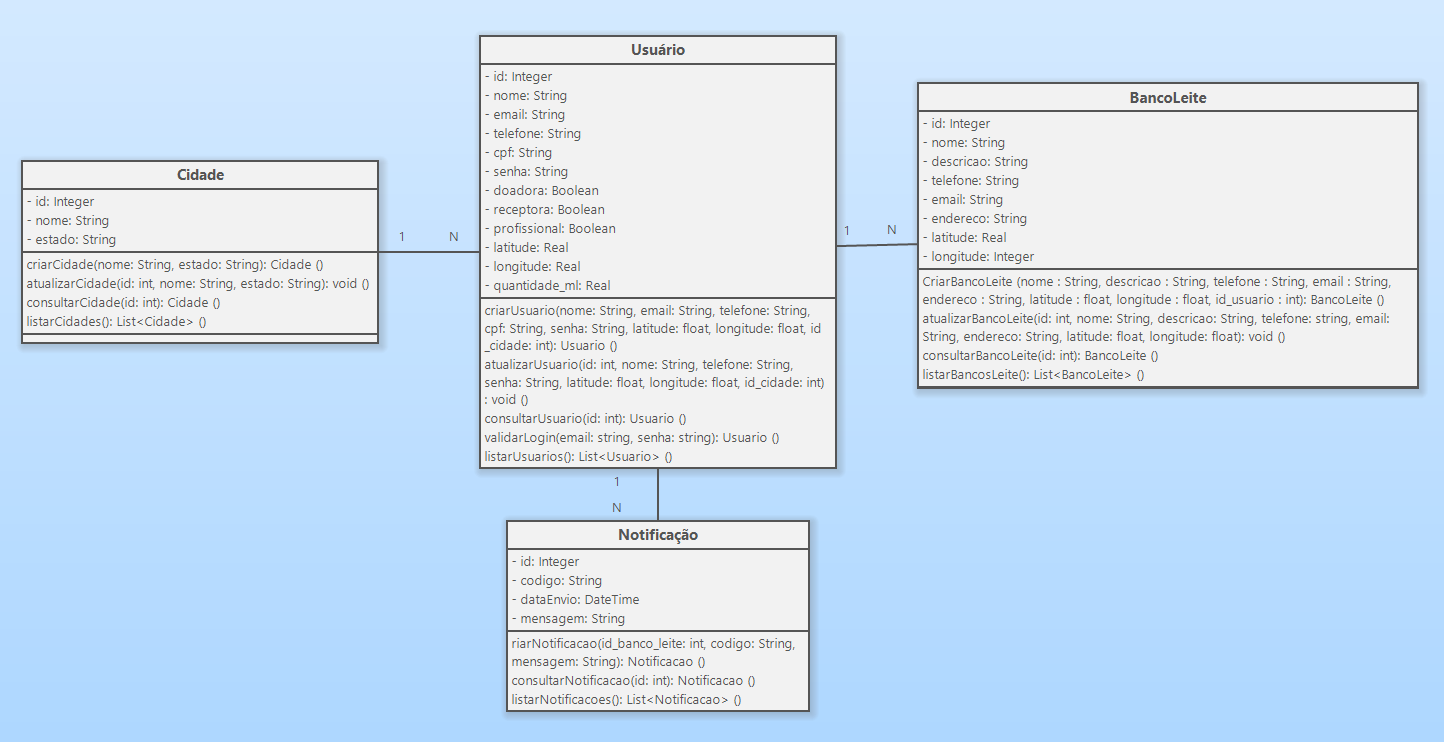 Cidade
- id: Integer
- nome: String
- estado: String
criarCidade(nome: String, estado: String): Cidade ()
atualizarCidade(id: int, nome: String, estado: String): void ()
consultarCidade(id: int): Cidade ()
listarCidades(): List<Cidade> ()
1
N
Usuário
- id: Integer
- nome: String
- email: String
- telefone: String
- cpf: String
- senha: String
- doadora: Boolean
- receptora: Boolean
- profissional: Boolean
- latitude: Real
- longitude: Real
- quantidade_ml: Real
criarUsuario(nome: String, email: String, telefone: String,
cpf: String, senha: String, latitude: float, longitude: float, id
_cidade: int): Usuario ()
atualizarUsuario(id: int, nome: String, telefone: String,
senha: String, latitude: float, longitude: float, id_cidade: int)
: void ()
consultarUsuario(id: int): Usuario ()
validarLogin(email: string, senha: string): Usuario ()
listarUsuarios(): List<Usuario> ()
1
N
BancoLeite
- id: Integer
- nome: String
- descricao: String
- telefone: String
- email: String
- endereco: String
- latitude: Real
- longitude: Integer
CriarBancoLeite (nome : String, descricao : String, telefone : String, email : String,
endereco : String, latitude : float, longitude : float, id_usuario : int): BancoLeite ()
atualizarBancoLeite(id: int, nome: String, descricao: String, telefone: string, email:
String, endereco: String, latitude: float, longitude: float): void ()
consultarBancoLeite(id: int): BancoLeite ()
listarBancosLeite(): List<BancoLeite> ()
1
N
Notificação
- id: Integer
- codigo: String
- dataEnvio: DateTime
- mensagem: String
riarNotificacao(id_banco_leite: int, codigo: String,
mensagem: String): Notificacao ()
consultarNotificacao(id: int): Notificacao ()
listarNotificacoes(): List<Notificacao> ()